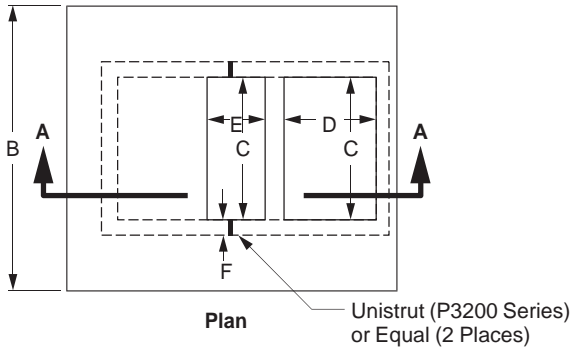 A
A
B
E
D
C
C
F
Plan
Unistrut (P3200 Series)
or Equal (2 Places)